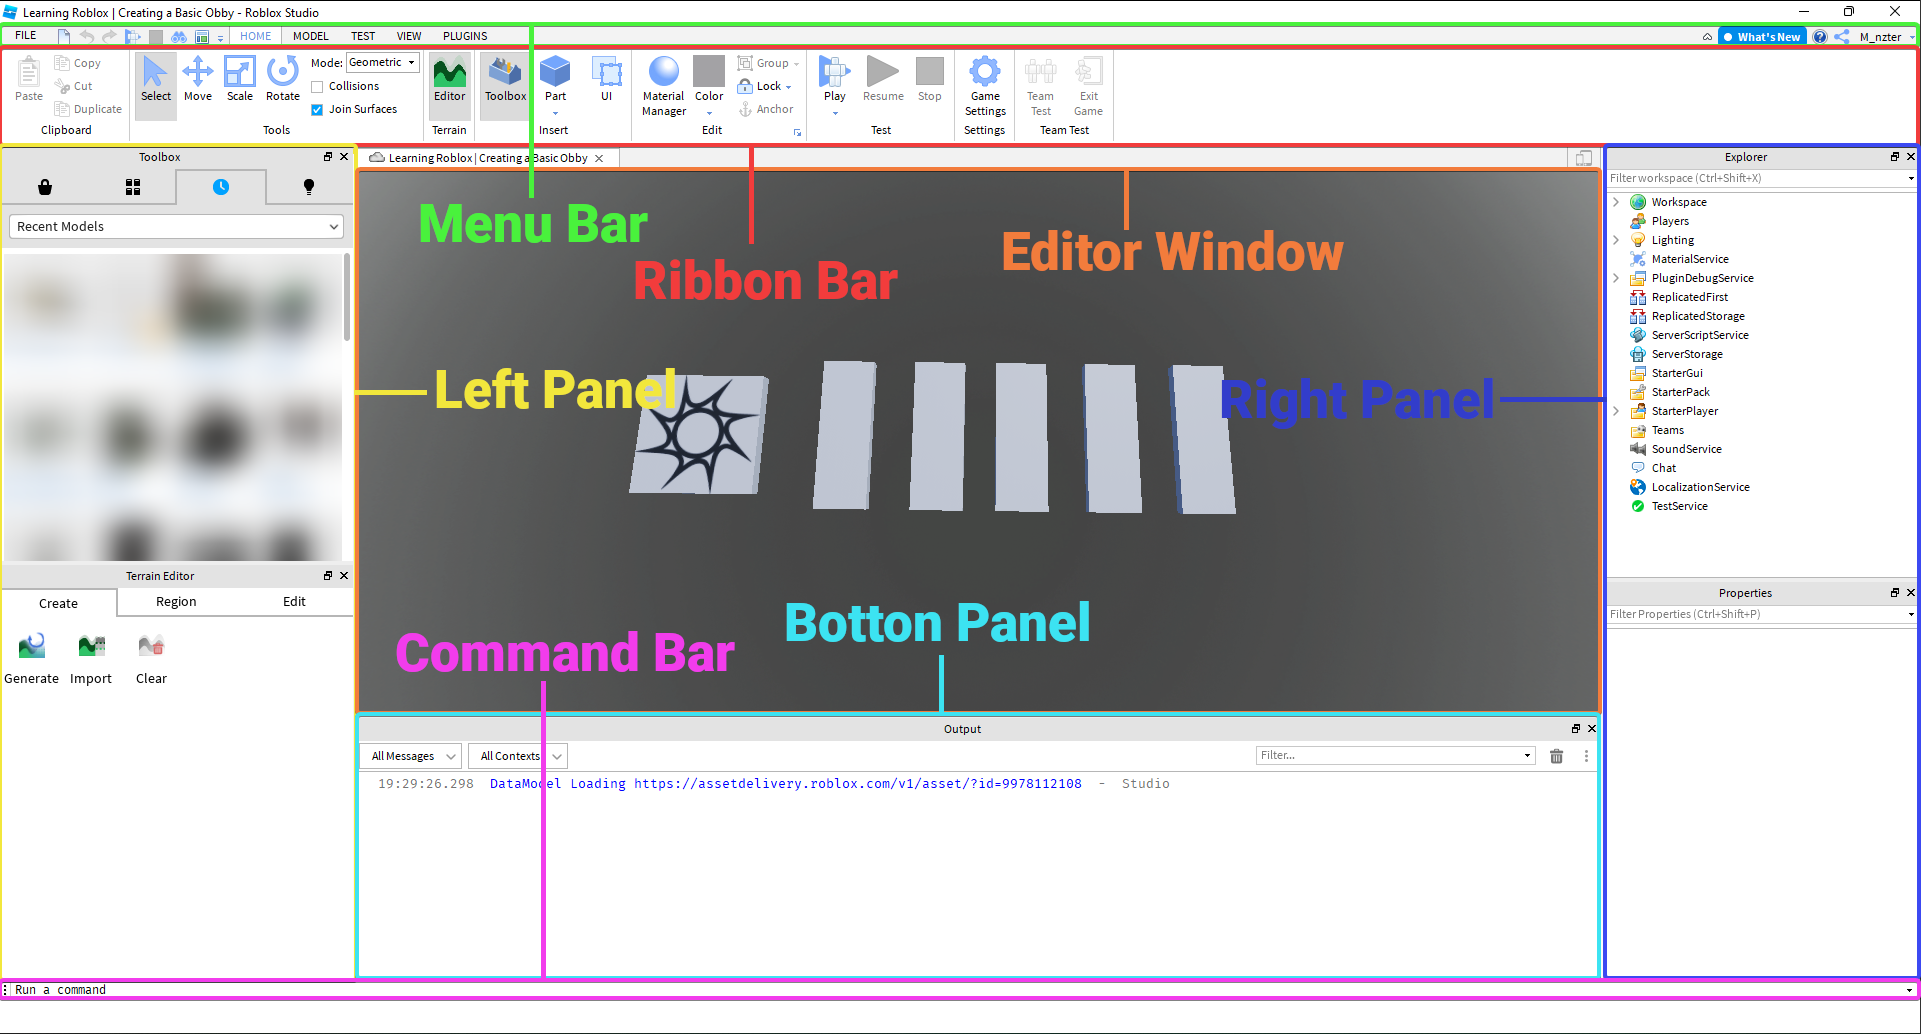 Learning Roblox | Creating a Basic Obby - Roblox Studio
FILE HOME MODEL TEST VIEW PLUGINS What's New M_nzter
Paste
Copy
Cut
Duplicate
Clipboard
Select Move Scale Rotate
Mode: Geometric
Collisions
Join Surfaces
Tools
Editor
Terrain
Toolbox Part UI
Insert
Material Manager
Color
Group
Lock
Anchor
Edit
Play Resume Stop
Test
Game Settings
Settings
Team Test
Exit Game
Team Test
Toolbox
Recent Models
Terrain Editor
Create Region Edit
Generate Import Clear
Learning Roblox | Creating a Basic Obby
Menu Bar
Ribbon Bar
Editor Window
Left Panel
Right Panel
Botton Panel
Command Bar
Output
All Messages All Contexts Filter...
19:29:26.298 DataModel Loading https://assetdelivery.roblox.com/v1/asset/?id=9978112108 - Studio
Explorer
Filter workspace (Ctrl+Shift+X)
Workspace
Players
Lighting
MaterialService
PluginDebugService
ReplicatedFirst
ReplicatedStorage
ServerScriptService
ServerStorage
StarterGui
StarterPack
StarterPlayer
Teams
SoundService
Chat
LocalizationService
TestService
Properties
Filter Properties (Ctrl+Shift+P)
Run a command